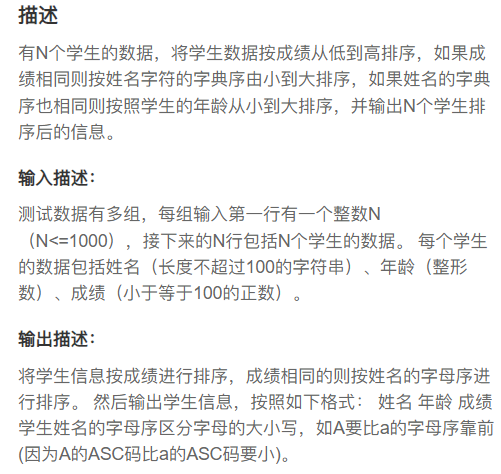 描述
有N个学生的数据，将学生数据按成绩从低到高排序，如果成
绩相同则按姓名字符的字典序由小到大排序，如果姓名的字典
序也相同则按照学生的年龄从小到大排序，并输出N个学生排
序后的信息。
输入描述：
测试数据有多组，每组输入第一行有一个整数N
（N<=1000），接下来的N行包括N个学生的数据。 每个学生
的数据包括姓名（长度不超过100的字符串）、年龄（整形
数）、成绩（小于等于100的正数）。
输出描述：
将学生信息按成绩进行排序，成绩相同的则按姓名的字母序进
行排序。 然后输出学生信息，按照如下格式： 姓名 年龄 成绩
学生姓名的字母序区分字母的大小写，如A要比a的字母序靠前
(因为A的ASC码比a的ASC码要小)。